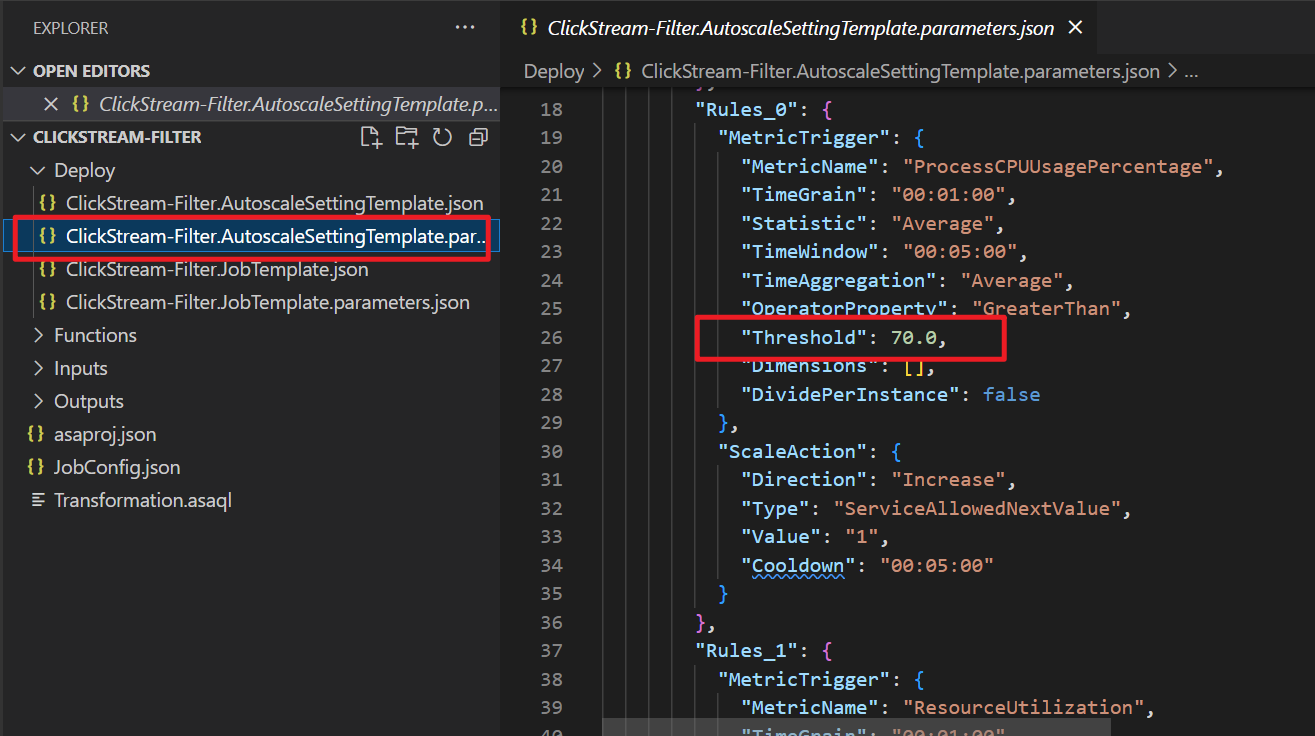 EXPLORER
OPEN EDITORS
ClickStream-Filter.AutoscaleSettingTemplate.p...
CLICKSTREAM-FILTER
Deploy
ClickStream-Filter.AutoscaleSettingTemplate.json
ClickStream-Filter.AutoscaleSettingTemplate.par...
ClickStream-Filter.JobTemplate.json
ClickStream-Filter.JobTemplate.parameters.json
Functions
Inputs
Outputs
asaproj.json
JobConfig.json
Transformation.asaql
ClickStream-Filter.AutoscaleSettingTemplate.parameters.json
Deploy > {} ClickStream-Filter.AutoscaleSettingTemplate.parameters.json > ...
},
18 "Rules_0": {
19 "MetricTrigger": {
20 "MetricName": "ProcessCPUUsagePercentage",
21 "TimeGrain": "00:01:00",
22 "Statistic": "Average",
23 "TimeWindow": "00:05:00",
24 "TimeAggregation": "Average",
25 "OperatorProperty": "GreaterThan",
26 "Threshold": 70.0,
27 "Dimensions": [],
28 "DividePerInstance": false
29 },
30 "ScaleAction": {
31 "Direction": "Increase",
32 "Type": "ServiceAllowedNextValue",
33 "Value": "1",
34 "Cooldown": "00:05:00"
35 }
36 },
37 "Rules_1": {
38 "MetricTrigger": {
39 "MetricName": "ResourceUtilization",
40 "TimeGrain": "00:01:00"